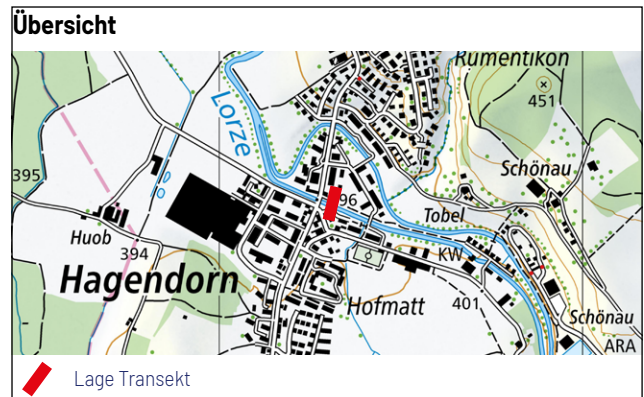 Übersicht
Rumentikon
451
Lorze
Schönau
395
96
Tobel
Huob
394
KW
Hagendorn
Hofmatt
401
Schönau
ARA
Lage Transekt